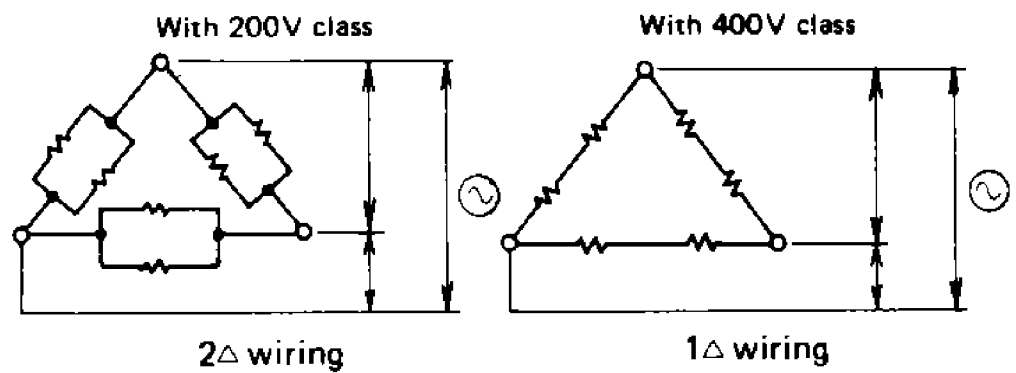 With 200V class
With 400V class
2△ wiring
1△ wiring